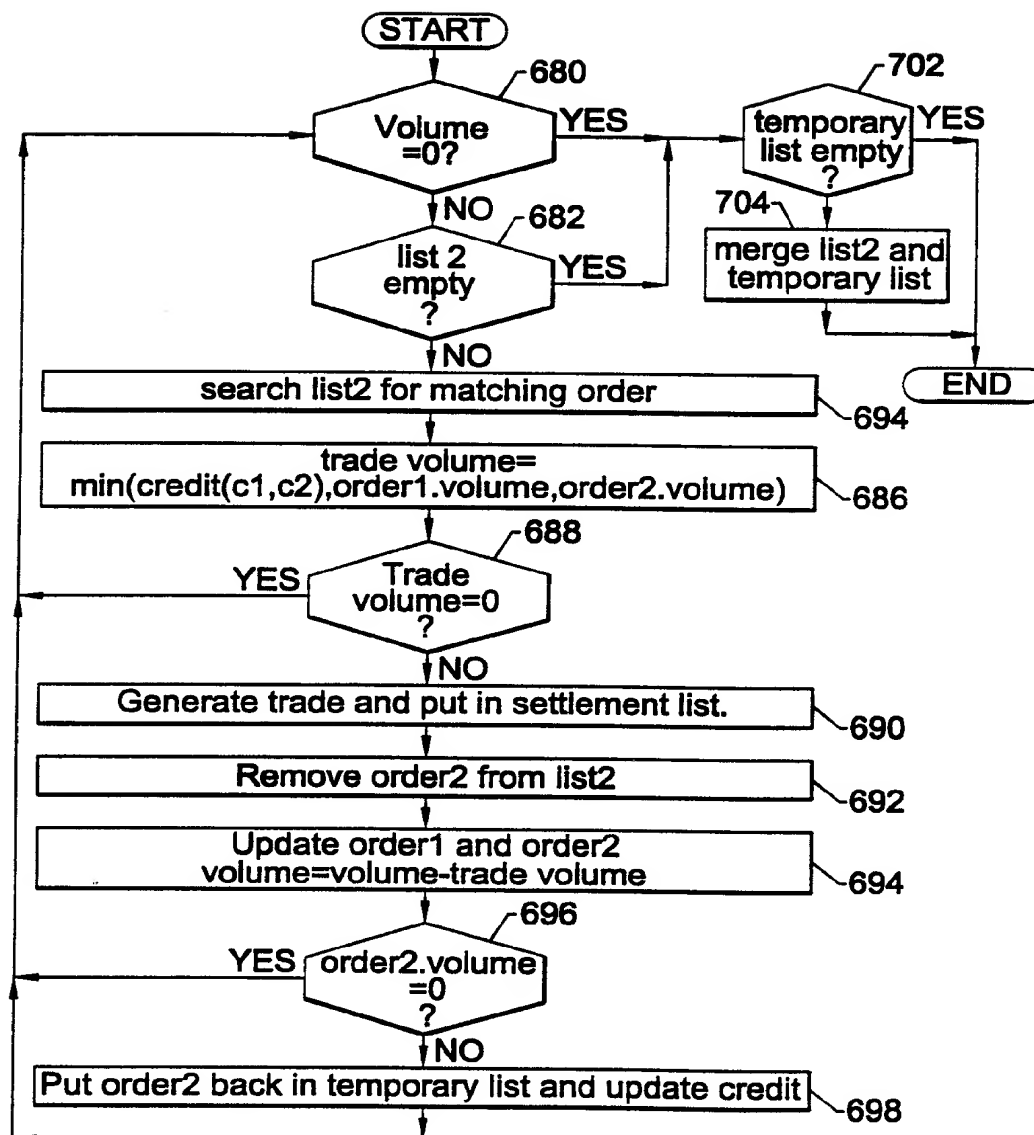 START
680
Volume
=0?
YES
NO
702
temporary
list empty
?
YES
704
merge list2 and
temporary list
END
682
list 2
empty
?
YES
NO
search list2 for matching order
694
trade volume=
min(credit(c1,c2),order1.volume,order2.volume)
686
688
Trade
volume=0
?
YES
NO
Generate trade and put in settlement list.
690
Remove order2 from list2
692
Update order1 and order2
volume=volume-trade volume
694
696
order2.volume
=0
?
YES
NO
Put order2 back in temporary list and update credit
698